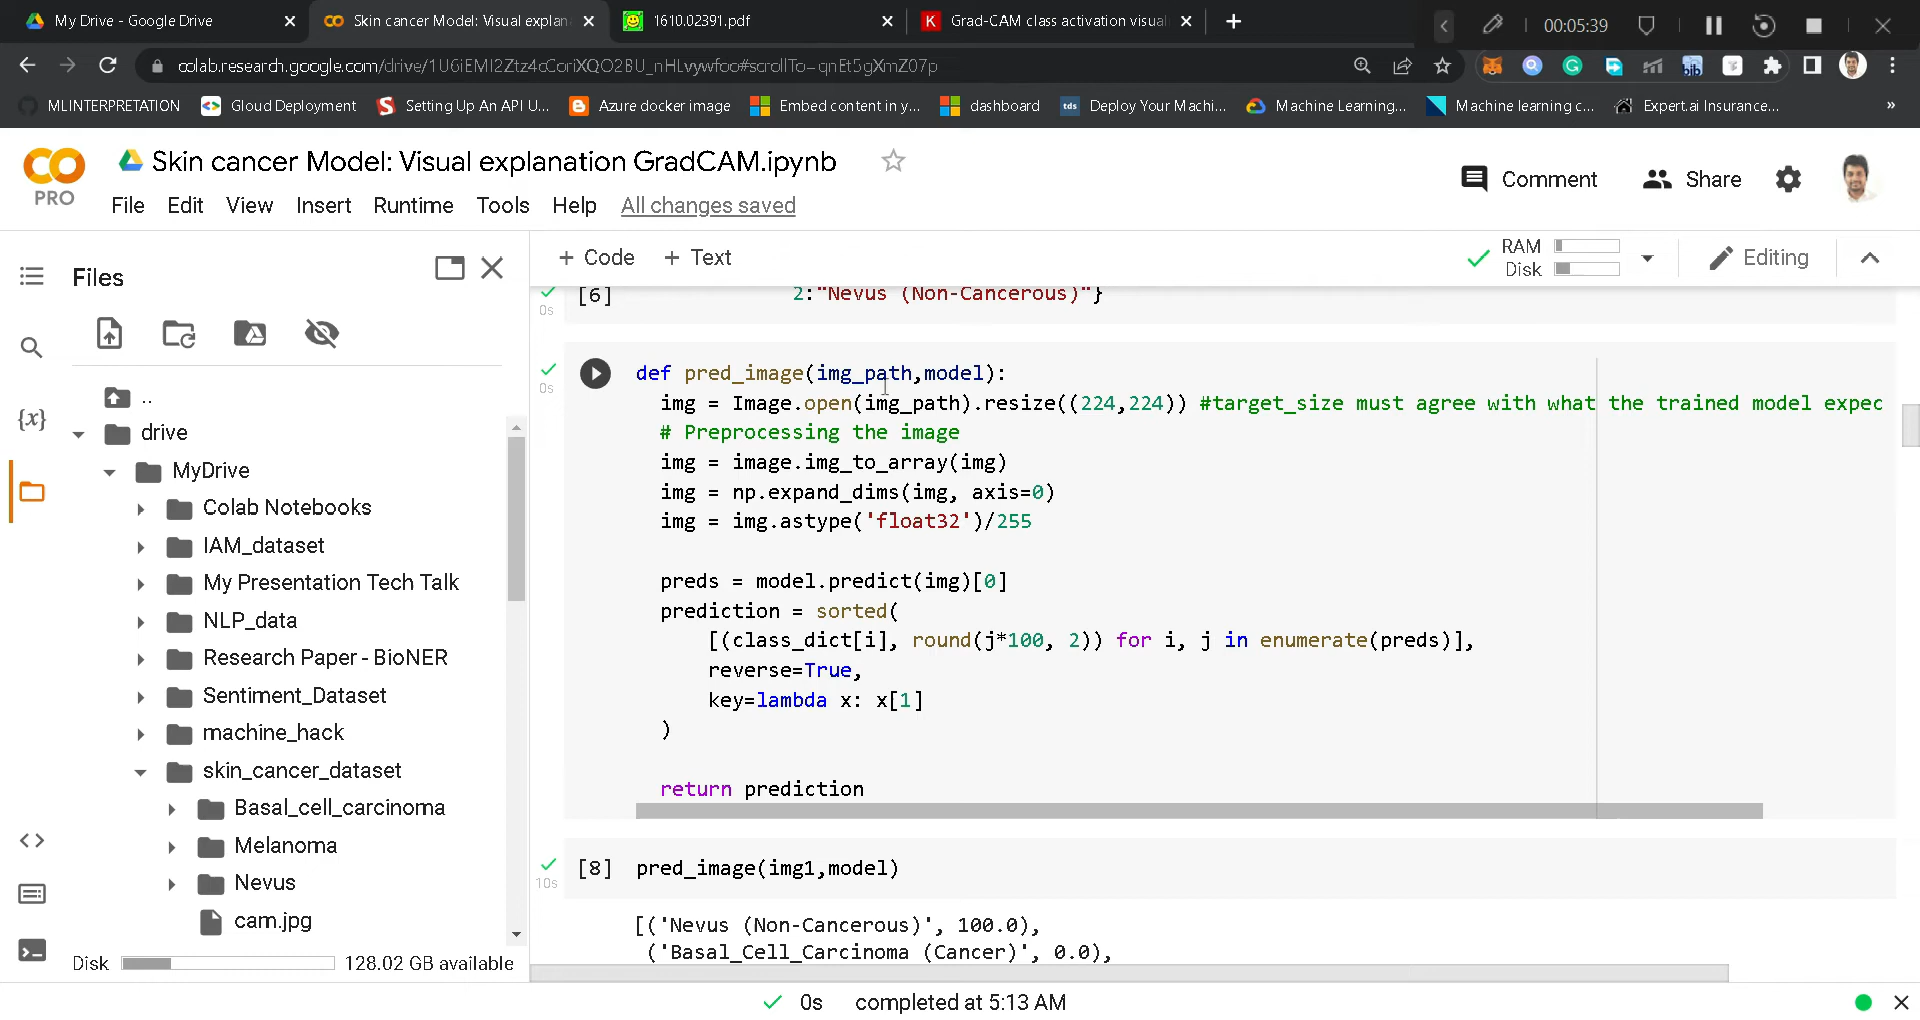 My Drive - Google Drive
Skin cancer Model: Visual explan
1610.02391.pdf
Grad-CAM class activation visual
00:05:39
colab.research.google.com/drive/
MLINTERPRETATION
Gloud Deployment
Setting Up An API U...
Azure docker image
Embed content in y...
dashboard
tds
Deploy Your Machi...
Machine Learning,...
Machine learning c...
Expert.ai Insurance...
»
PRO
Skin cancer Model: Visual explanation GradCAM.ipynb
Comment
Share
File Edit View Insert Runtime Tools Help All changes saved
Files
+ Code + Text
RAM
Disk
Editing
[6] 2:"Nevus (Non-Cancerous)"}
0s
..
drive
MyDrive
Colab Notebooks
IAM_dataset
My Presentation Tech Talk
NLP_data
Research Paper - BioNER
Sentiment_Dataset
machine_hack
skin_cancer_dataset
Basal_cell_carcinoma
Melanoma
Nevus
cam.jpg
Disk 128.02 GB available
{x}
0s
def pred_image(img_path,model):
img = Image.open(img_path).resize((224,224)) #target_size must agree with what the trained model expec
# Preprocessing the image
img = image.img_to_array(img)
img = np.expand_dims(img, axis=0)
img = img.astype('float32')/255
preds = model.predict(img)[0]
prediction = sorted(
[(class_dict[i], round(j*100, 2)) for i, j in enumerate(preds)],
reverse=True,
key=lambda x: x[1]
)
return prediction
[8] pred_image(img1,model)
10s
[('Nevus (Non-Cancerous)', 100.0),
('Basal_Cell_Carcinoma (Cancer)', 0.0),
0s completed at 5:13 AM